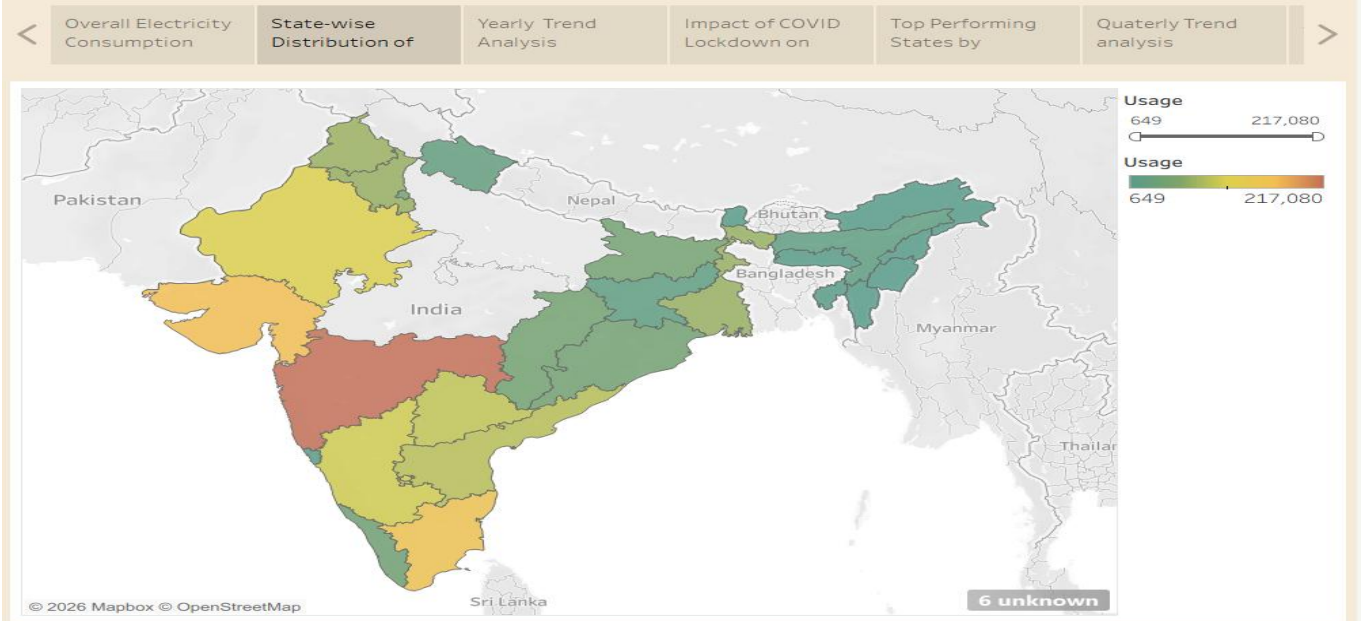 Overall Electricity
Consumption
State-wise
Distribution of
Yearly Trend
Analysis
Impact of COVID
Lockdown on
Top Performing
States by
Quaterly Trend
analysis
Usage
649 217,080
Usage
649 217,080
Pakistan
Nepal
Bhutan
Bangladesh
India
Myanmar
Thailan
Sri Lanka
© 2026 Mapbox © OpenStreetMap
6 unknown